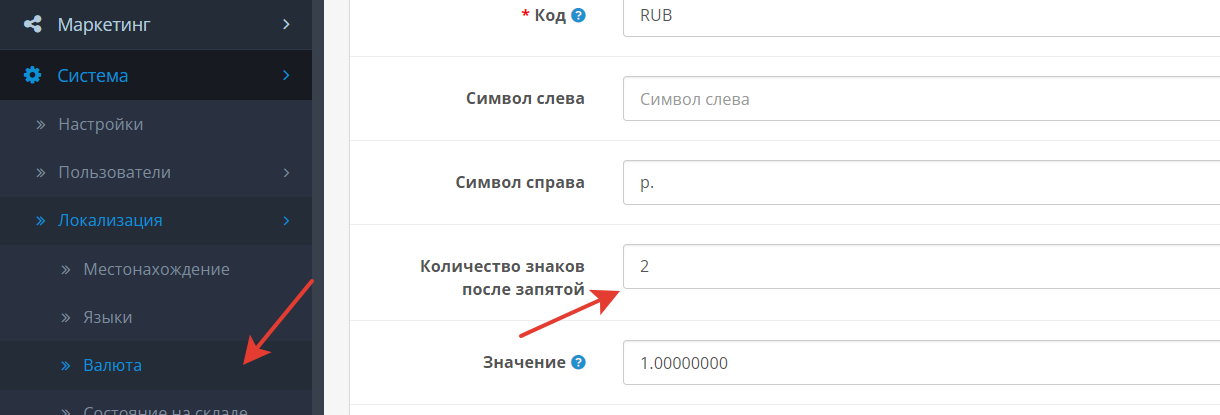 Маркетинг
Система
Настройки
Пользователи
Локализация
Местонахождение
Языки
Валюта
Состояние на складе
* Код ?
RUB
Символ слева
Символ слева
Символ справа
р.
Количество знаков
после запятой
2
Значение ?
1.00000000